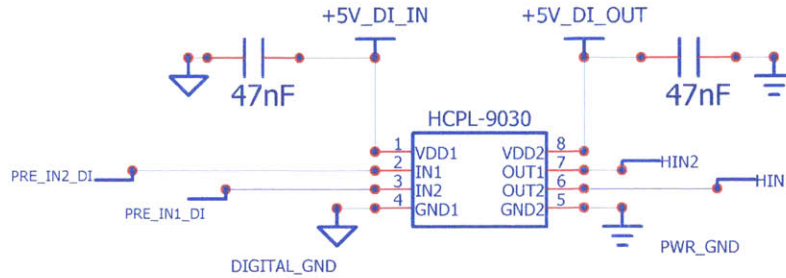 +5V_DI_IN
+5V_DI_OUT
47nF
47nF
HCPL-9030
1 VDD1
VDD2 8
PRE_IN2_DI
2 IN1
OUT1 7
HIN2
3 IN2
OUT2 6
HIN
PRE_IN1_DI
4 GND1
GND2 5
DIGITAL_GND
PWR_GND